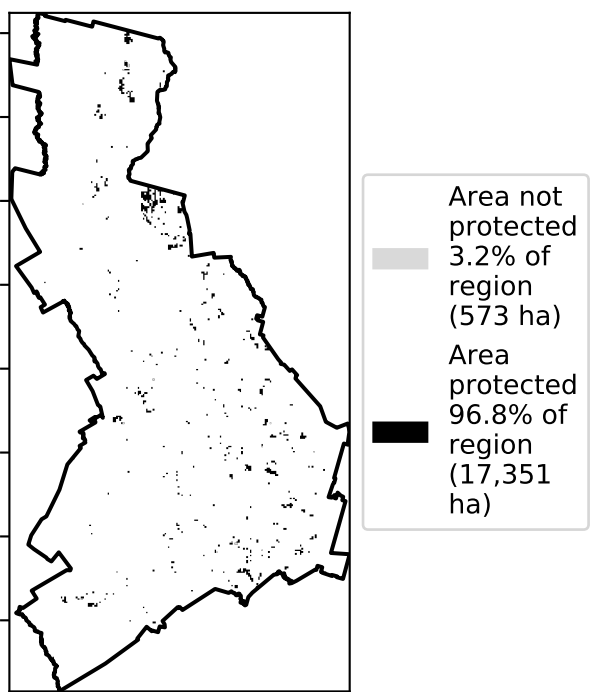 Area not
protected
3.2% of
region
(573 ha)
Area
protected
96.8% of
region
(17,351
ha)